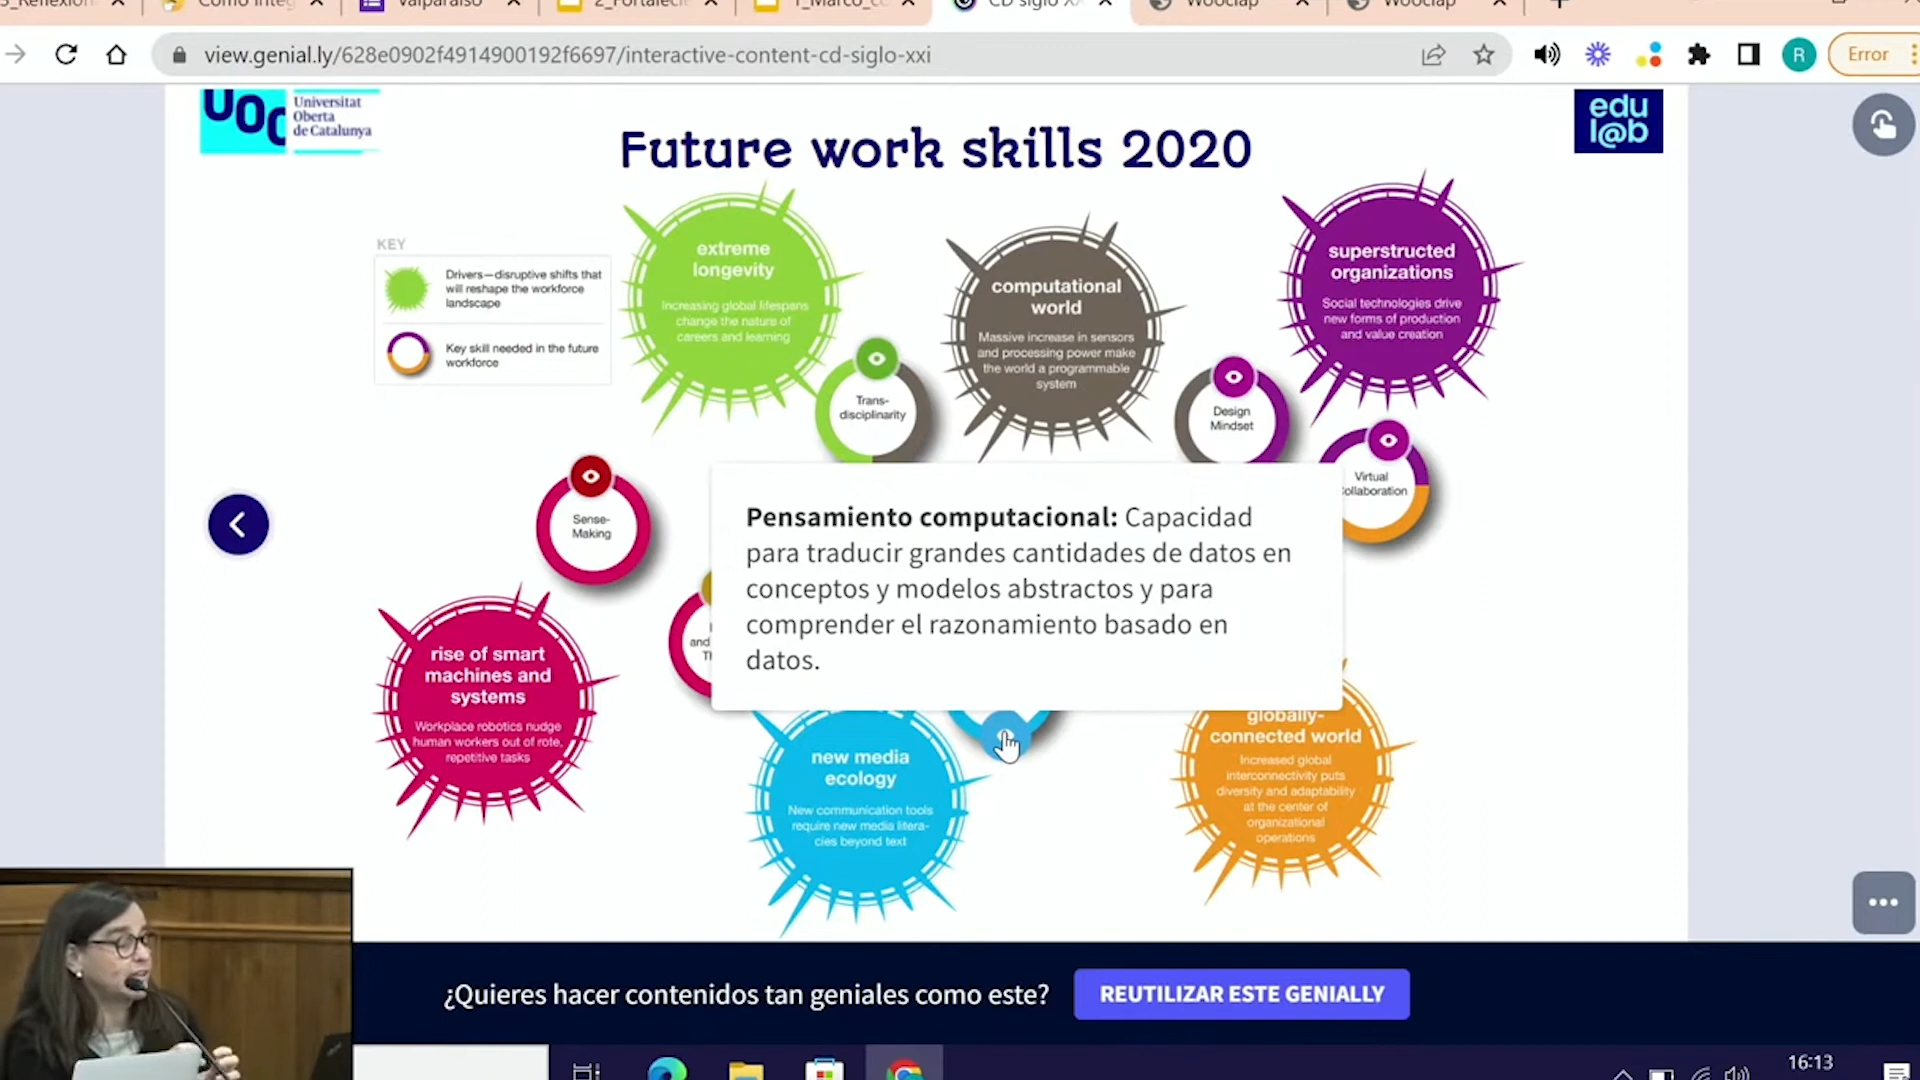 Valparaíso
CD siglo XX
Wooclap
Wooclap
view.genial.ly/628e0902f4914900192f6697/interactive-content-cd-siglo-xxi
R
Error
UOC
Universitat
Oberta
de Catalunya
Future work skills 2020
edu
l@b
KEY
Drivers—disruptive shifts that
will reshape the workforce
landscape
Key skill needed in the future
workforce
extreme
longevity
Increasing global lifespans
change the nature of
careers and learning
computational
world
Massive increase in sensors
and processing power make
the world a programmable
system
superstructed
organizations
Social technologies drive
new forms of production
and value creation
Trans-
disciplinarity
Design
Mindset
Virtual
ollaboration
Sense-
Making
Pensamiento computacional: Capacidad
para traducir grandes cantidades de datos en
conceptos y modelos abstractos y para
comprender el razonamiento basado en
datos.
and
rise of smart
machines and
systems
Workplace robotics nudge
human workers out of rote,
repetitive tasks
new media
ecology
New communication tools
require new media litera-
cies beyond text
globally-
connected world
Increased global
interconnectivity puts
diversity and adaptability
at the center of
organizational
operations
¿Quieres hacer contenidos tan geniales como este?
REUTILIZAR ESTE GENIALLY
16:13